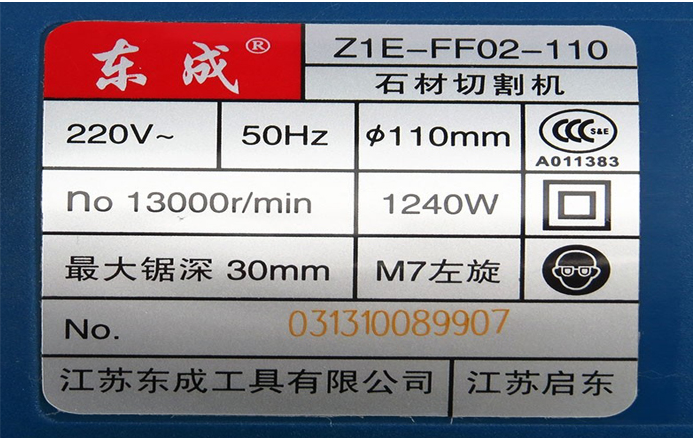 东成®
Z1E-FF02-110
石材切割机
220V~ 50Hz φ110mm CCC S&E
A011383
no 13000r/min 1240W
最大锯深 30mm M7左旋
No. 031310089907
江苏东成工具有限公司 江苏启东